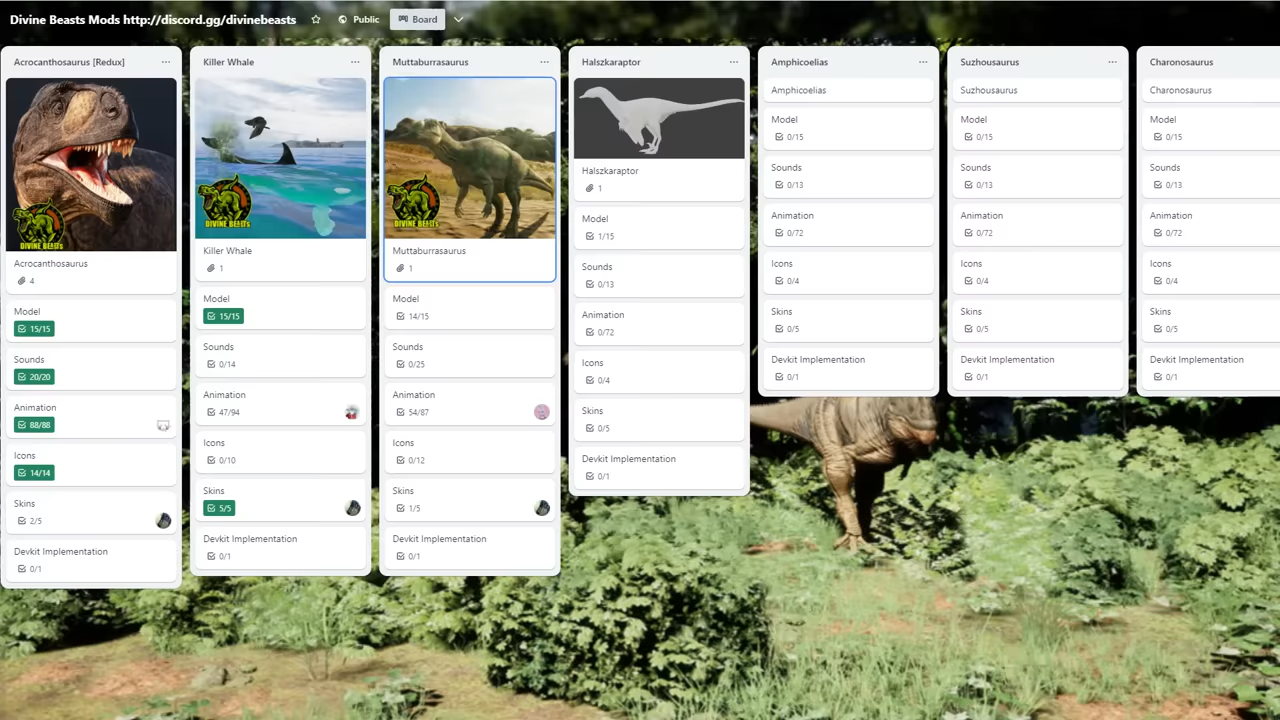 Divine Beasts Mods http://discord.gg/divinebeasts
Public
Board
Acrocanthosaurus [Redux]
DIVINE BEASTS
Acrocanthosaurus
4
Model
15/15
Sounds
20/20
Animation
88/88
Icons
14/14
Skins
2/5
Devkit Implementation
0/1
Killer Whale
DIVINE BEASTS
Killer Whale
1
Model
15/15
Sounds
0/14
Animation
47/94
Icons
0/10
Skins
5/5
Devkit Implementation
0/1
Muttaburrasaurus
DIVINE BEASTS
Muttaburrasaurus
1
Model
14/15
Sounds
0/25
Animation
54/87
Icons
0/12
Skins
1/5
Devkit Implementation
0/1
Halszkaraptor
Halszkaraptor
1
Model
1/15
Sounds
0/13
Animation
0/72
Icons
0/4
Skins
0/5
Devkit Implementation
0/1
Amphicoelias
Amphicoelias
Model
0/15
Sounds
0/13
Animation
0/72
Icons
0/4
Skins
0/5
Devkit Implementation
0/1
Suzhousaurus
Suzhousaurus
Model
0/15
Sounds
0/13
Animation
0/72
Icons
0/4
Skins
0/5
Devkit Implementation
0/1
Charonosaurus
Charonosaurus
Model
0/15
Sounds
0/13
Animation
0/72
Icons
0/4
Skins
0/5
Devkit Implementation
0/1